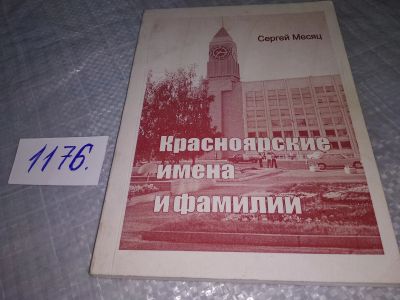 Сергей Месяц
Красноярские
имена
и фамилии
1176.